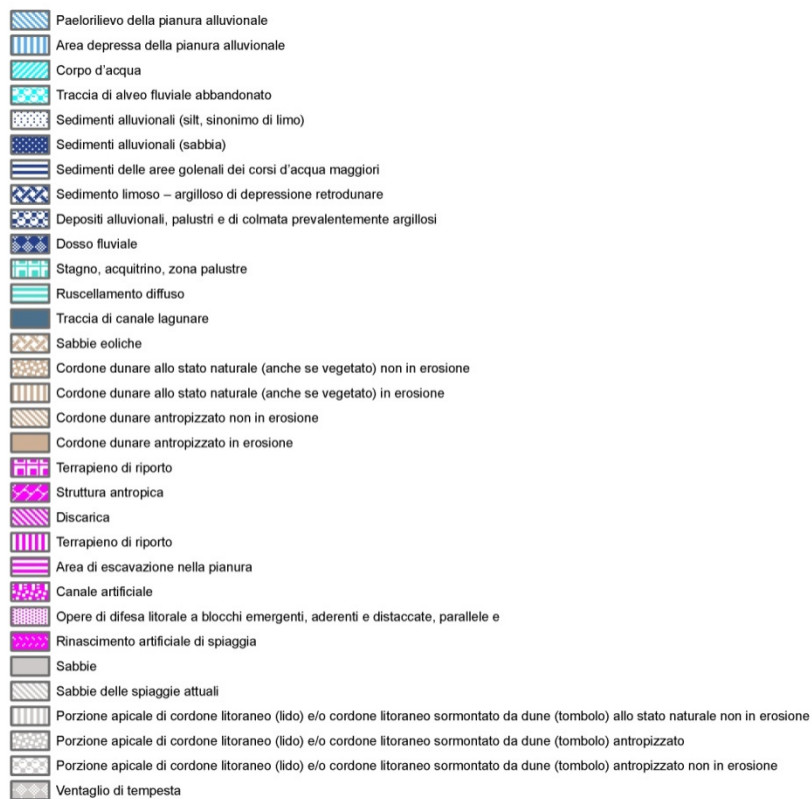 Paelorilievo della pianura alluvionale
Area depressa della pianura alluvionale
Corpo d'acqua
Traccia di alveo fluviale abbandonato
Sedimenti alluvionali (silt, sinonimo di limo)
Sedimenti alluvionali (sabbia)
Sedimenti delle aree golenali dei corsi d'acqua maggiori
Sedimento limoso – argilloso di depressione retrodunare
Depositi alluvionali, palustri e di colmata prevalentemente argillosi
Dosso fluviale
Stagno, acquitrino, zona palustre
Ruscellamento diffuso
Traccia di canale lagunare
Sabbie eoliche
Cordone dunare allo stato naturale (anche se vegetato) non in erosione
Cordone dunare allo stato naturale (anche se vegetato) in erosione
Cordone dunare antropizzato non in erosione
Cordone dunare antropizzato in erosione
Terrapieno di riporto
Struttura antropica
Discarica
Terrapieno di riporto
Area di escavazione nella pianura
Canale artificiale
Opere di difesa litorale a blocchi emergenti, aderenti e distaccate, parallele e
Rinascimento artificiale di spiaggia
Sabbie
Sabbie delle spiaggie attuali
Porzione apicale di cordone litoraneo (lido) e/o cordone litoraneo sormontato da dune (tombolo) allo stato naturale non in erosione
Porzione apicale di cordone litoraneo (lido) e/o cordone litoraneo sormontato da dune (tombolo) antropizzato
Porzione apicale di cordone litoraneo (lido) e/o cordone litoraneo sormontato da dune (tombolo) antropizzato non in erosione
Ventaglio di tempesta